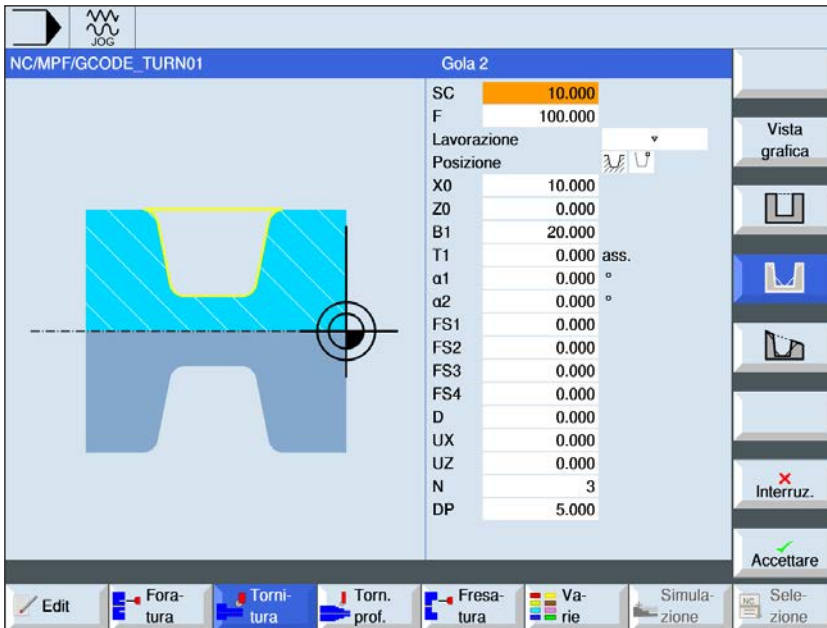 JOG
NC/MPF/GCODE_TURN01
Gola 2
SC 10.000
F 100.000
Lavorazione
Posizione
X0 10.000
Z0 0.000
B1 20.000
T1 0.000 ass.
α1 0.000 °
α2 0.000 °
FS1 0.000
FS2 0.000
FS3 0.000
FS4 0.000
D 0.000
UX 0.000
UZ 0.000
N 3
DP 5.000
Vista
grafica
Interruz.
Accettare
Edit
Fora-
tura
Torni-
tura
Torn.
prof.
Fresa-
tura
Va-
rie
Simula-
zione
NC
Sele-
zione